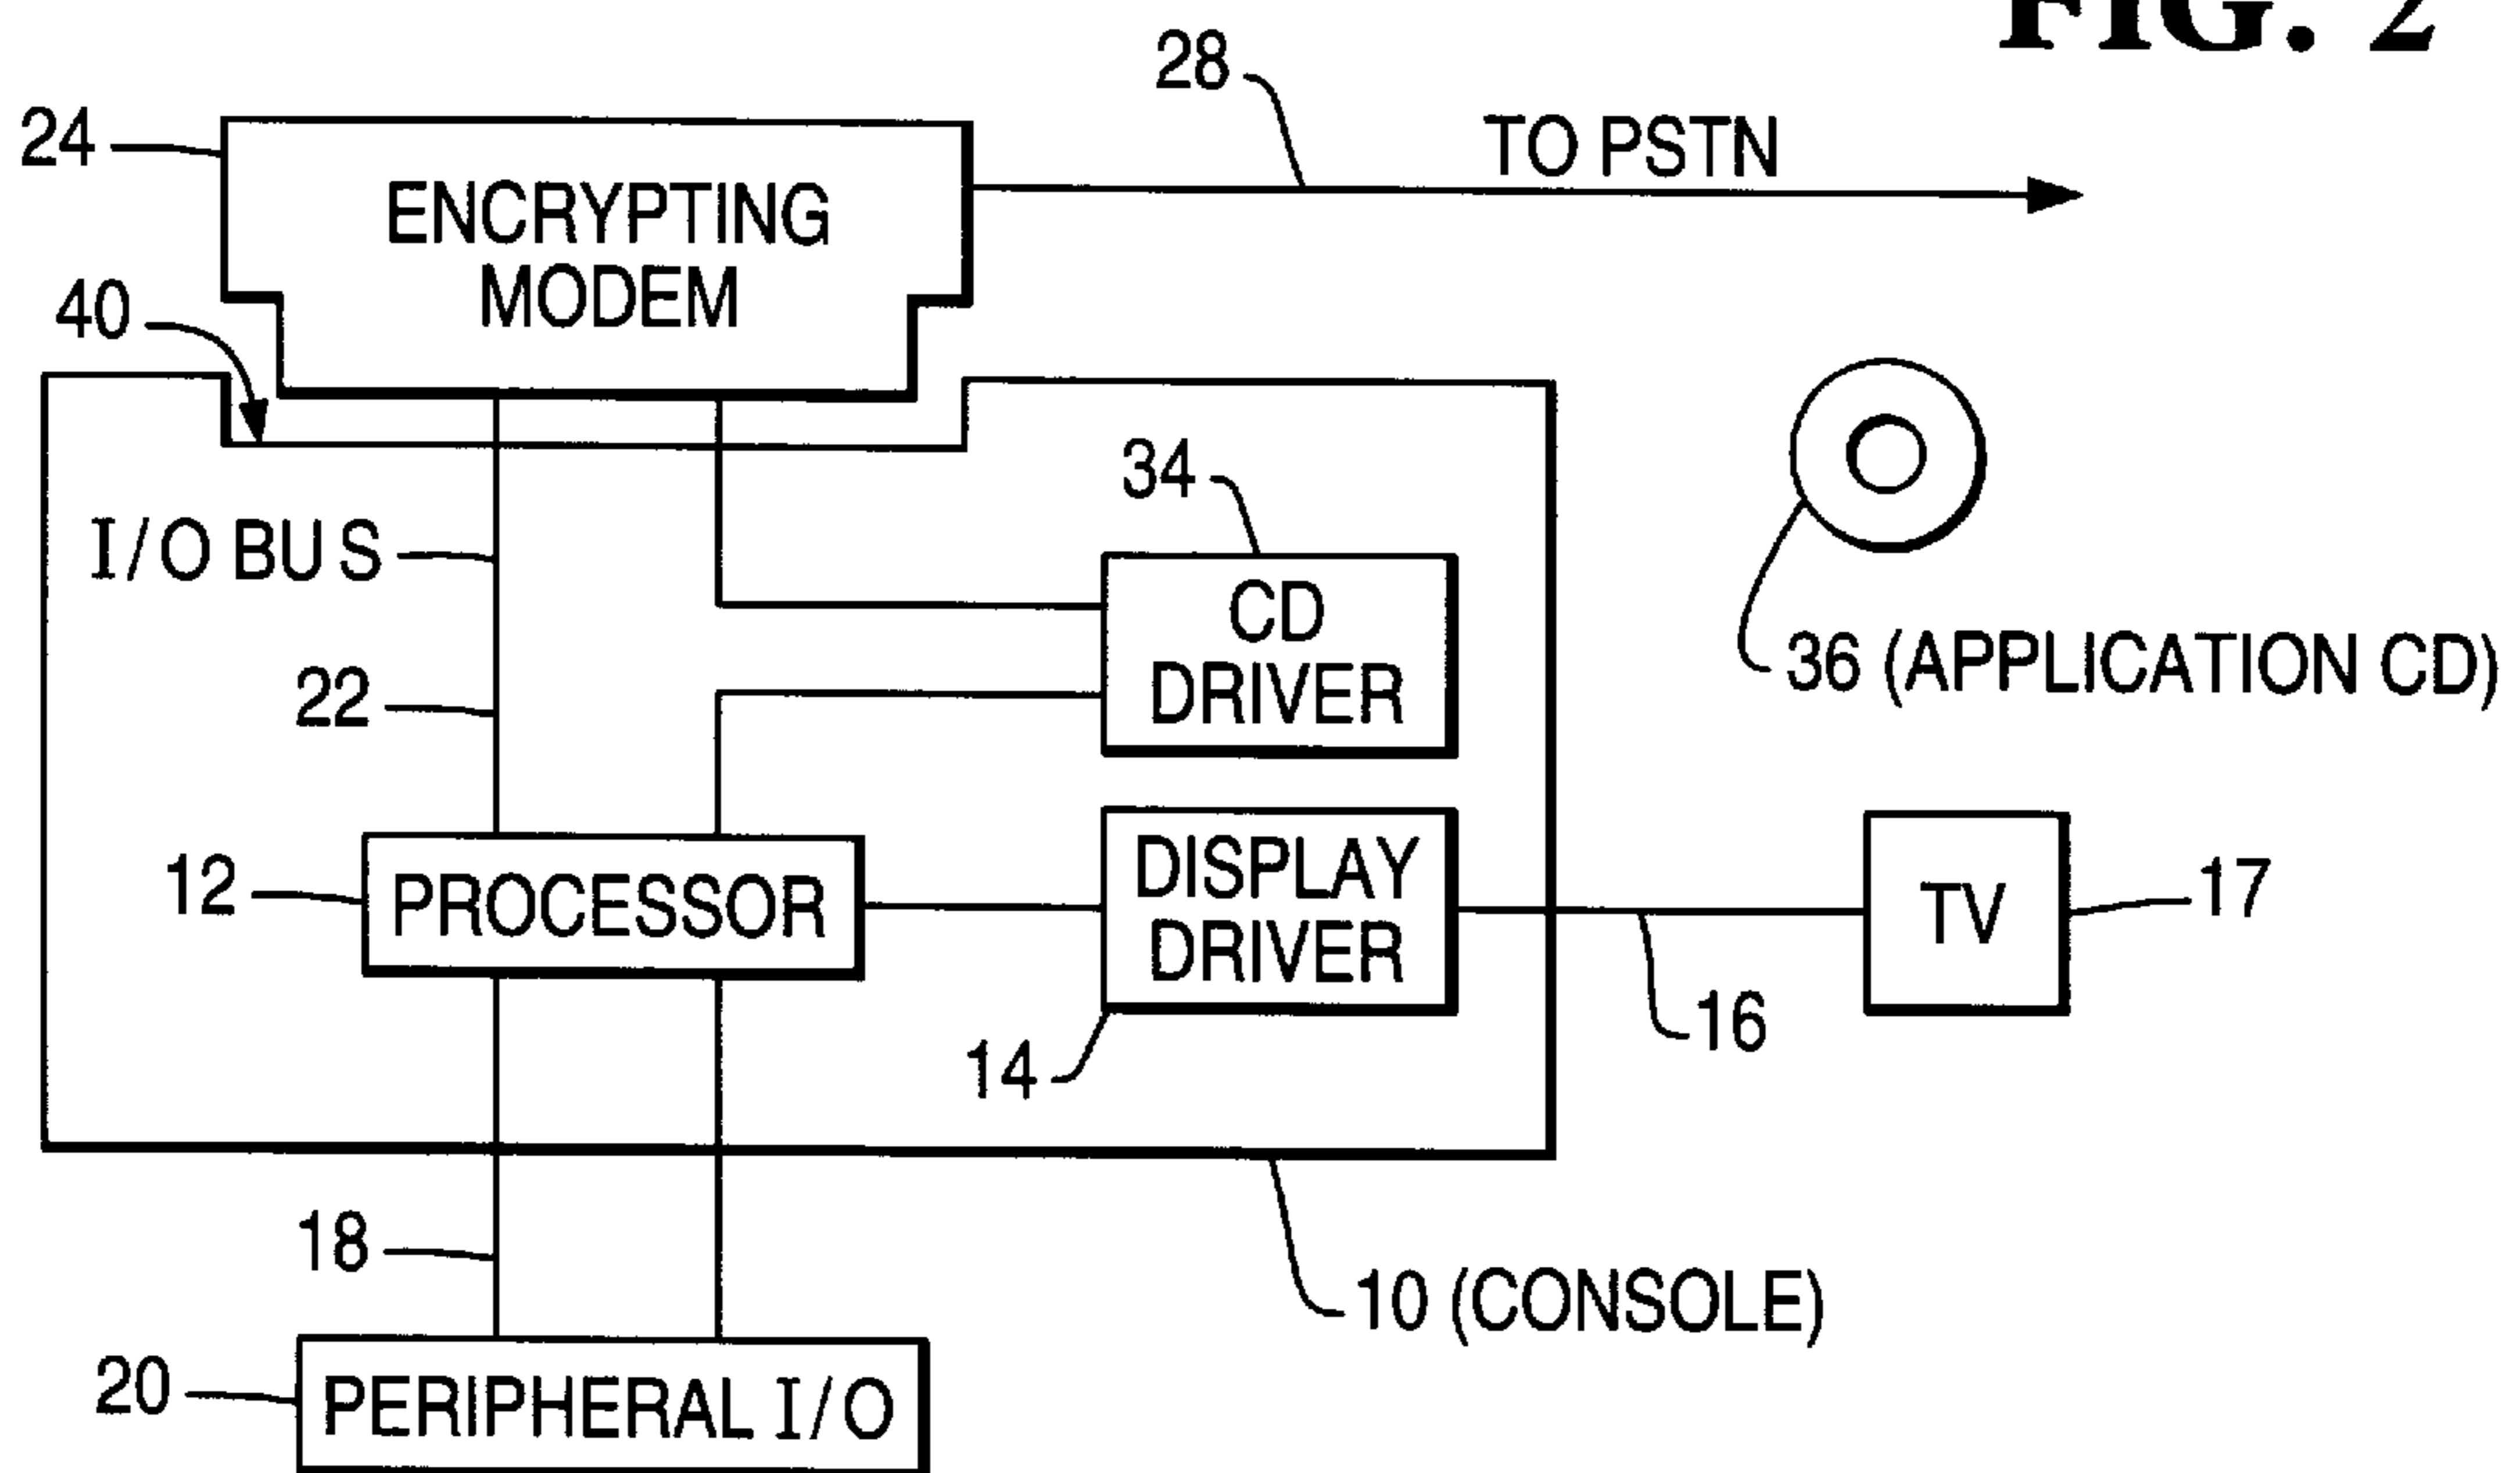 FIG. 2
28
24
TO PSTN
ENCRYPTING
MODEM
40
34
I/O BUS
CD
DRIVER
36 (APPLICATION CD)
22
12
PROCESSOR
DISPLAY
DRIVER
TV
17
16
14
18
10 (CONSOLE)
20
PERIPHERAL I/O